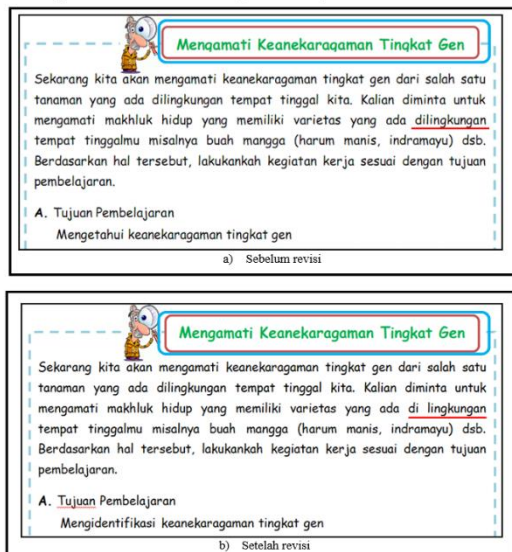 Mengamati Keanekaragaman Tingkat Gen
Sekarang kita akan mengamati keanekaragaman tingkat gen dari salah satu
tanaman yang ada dilingkungan tempat tinggal kita. Kalian diminta untuk
mengamati makhluk hidup yang memiliki varietas yang ada dilingkungan
tempat tinggalmu misalnya buah mangga (harum manis, indramayu) dsb.
Berdasarkan hal tersebut, lakukankah kegiatan kerja sesuai dengan tujuan
pembelajaran.
A. Tujuan Pembelajaran
Mengetahui keanekaragaman tingkat gen
a) Sebelum revisi
Mengamati Keanekaragaman Tingkat Gen
Sekarang kita akan mengamati keanekaragaman tingkat gen dari salah satu
tanaman yang ada dilingkungan tempat tinggal kita. Kalian diminta untuk
mengamati makhluk hidup yang memiliki varietas yang ada di lingkungan
tempat tinggalmu misalnya buah mangga (harum manis, indramayu) dsb.
Berdasarkan hal tersebut, lakukankah kegiatan kerja sesuai dengan tujuan
pembelajaran.
A. Tujuan Pembelajaran
Mengidentifikasi keanekaragaman tingkat gen
b) Setelah revisi